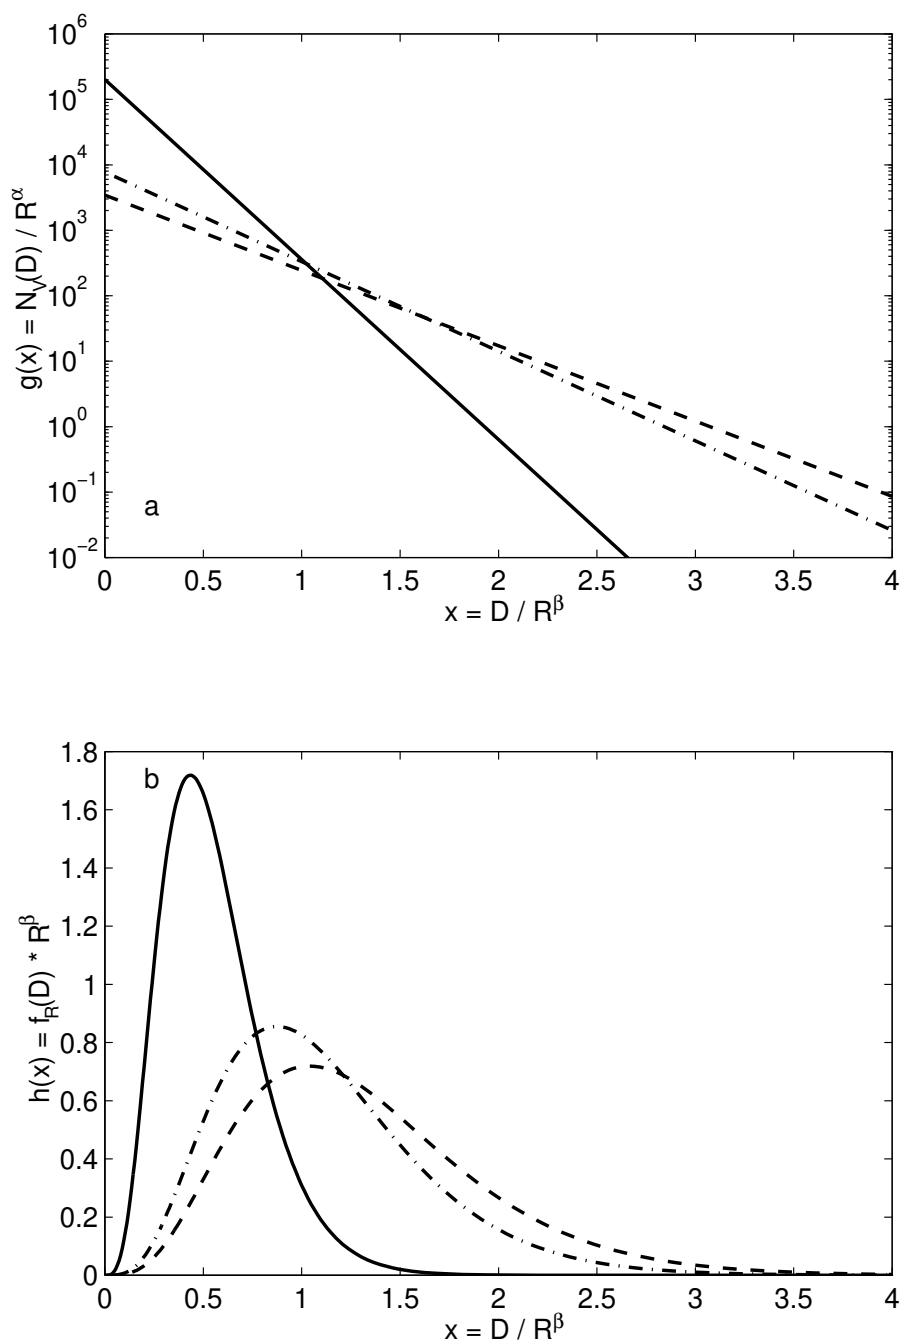 10^6
10^5
10^4
10^3
10^2
10^1
10^0
10^-1
10^-2
g(x) = N_V(D) / R^α
a
0 0.5 1 1.5 2 2.5 3 3.5 4
x = D / R^β
1.8
1.6
1.4
1.2
1
0.8
0.6
0.4
0.2
0
h(x) = f_R(D) * R^β
b
0 0.5 1 1.5 2 2.5 3 3.5 4
x = D / R^β